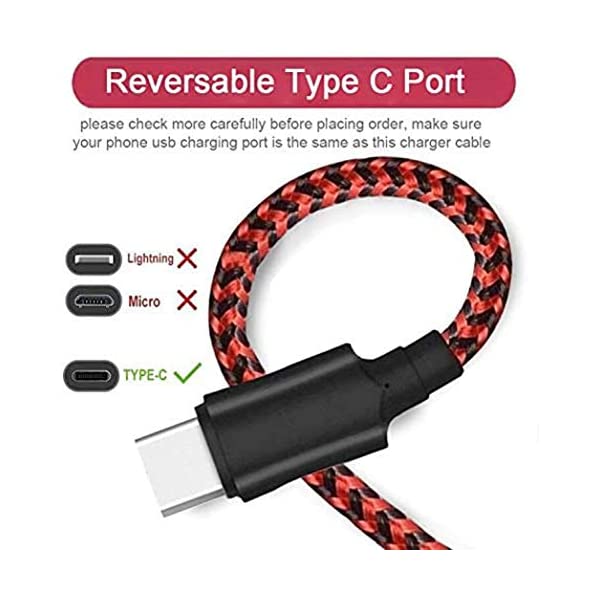 Reversable Type C Port
please check more carefully before placing order, make sure
your phone usb charging port is the same as this charger cable
Lightning
Micro
TYPE-C